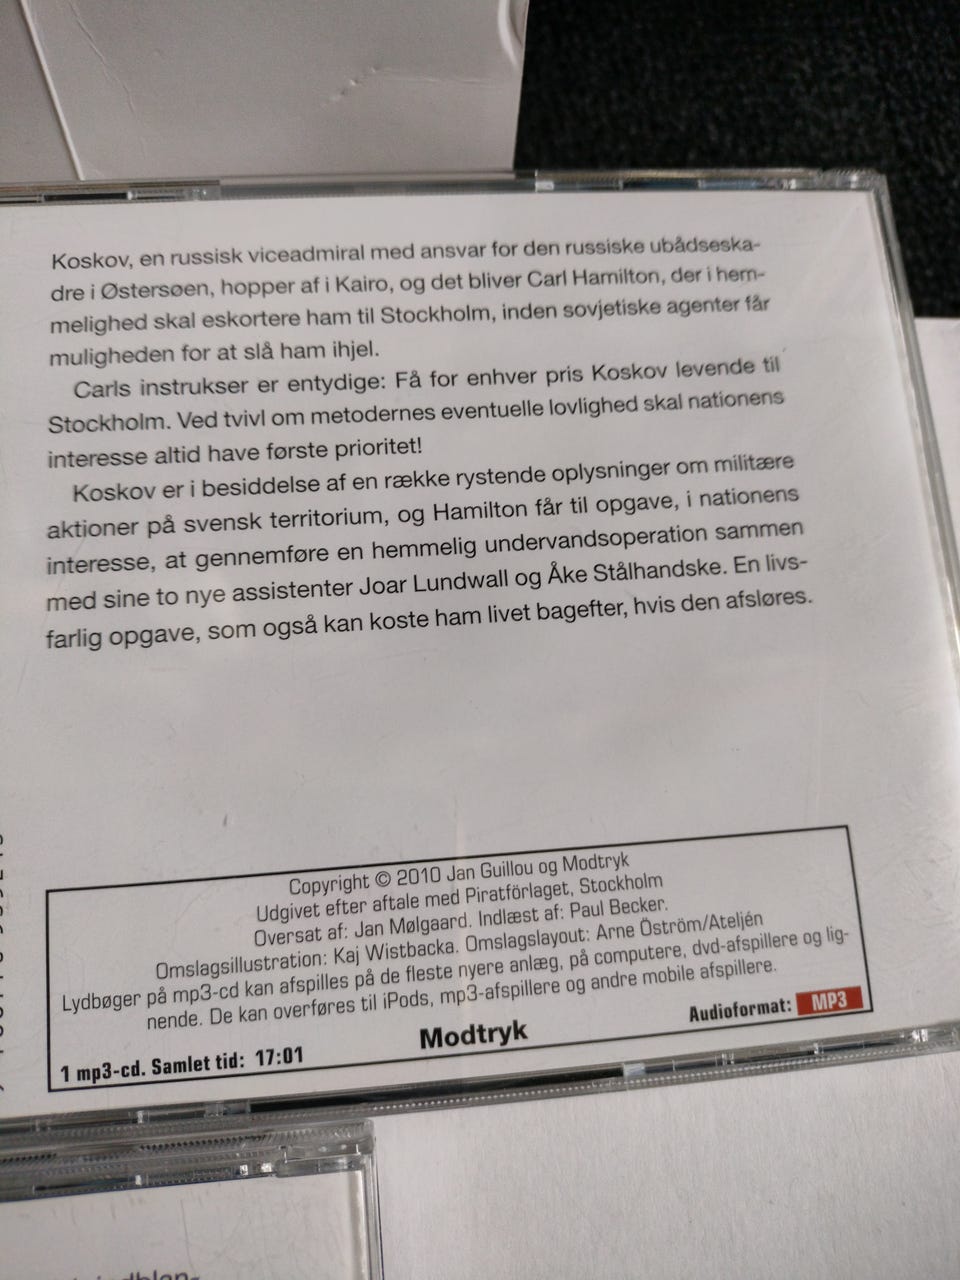 Koskov, en russisk viceadmiral med ansvar for den russiske ubådseska-
dre i Østersøen, hopper af i Kairo, og det bliver Carl Hamilton, der i hem-
melighed skal eskortere ham til Stockholm, inden sovjetiske agenter får
muligheden for at slå ham ihjel.
Carls instrukser er entydige: Få for enhver pris Koskov levende til
Stockholm. Ved tvivl om metodernes eventuelle lovlighed skal nationens
interesse altid have første prioritet!
Koskov er i besiddelse af en række rystende oplysninger om militære
aktioner på svensk territorium, og Hamilton får til opgave, i nationens
interesse, at gennemføre en hemmelig undervandsoperation sammen
med sine to nye assistenter Joar Lundwall og Åke Stålhandske. En livs-
farlig opgave, som også kan koste ham livet bagefter, hvis den afsløres.
Copyright © 2010 Jan Guillou og Modtryk
Udgivet efter aftale med Piratförlaget, Stockholm
Oversat af: Jan Mølgaard. Indlæst af: Paul Becker.
Omslagsillustration: Kaj Wistbacka. Omslagslayout: Arne Öström/Ateljén
Lydbøger på mp3-cd kan afspilles på de fleste nyere anlæg, på computere, dvd-afspillere og lig-
nende. De kan overføres til iPods, mp3-afspillere og andre mobile afspillere.
1 mp3-cd. Samlet tid: 17:01
Modtryk
Audioformat: MP3